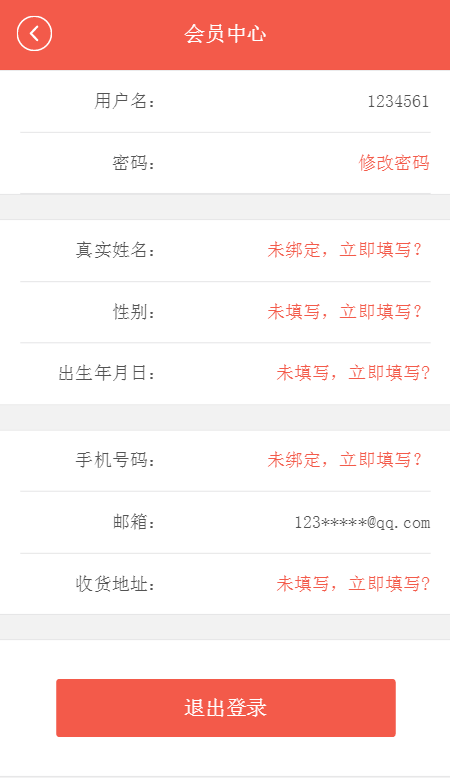 会员中心
用户名： 1234561
密码： 修改密码
真实姓名： 未绑定，立即填写？
性别： 未填写，立即填写？
出生年月日： 未填写，立即填写?
手机号码： 未绑定，立即填写？
邮箱： 123*****@qq.com
收货地址： 未填写，立即填写?
退出登录